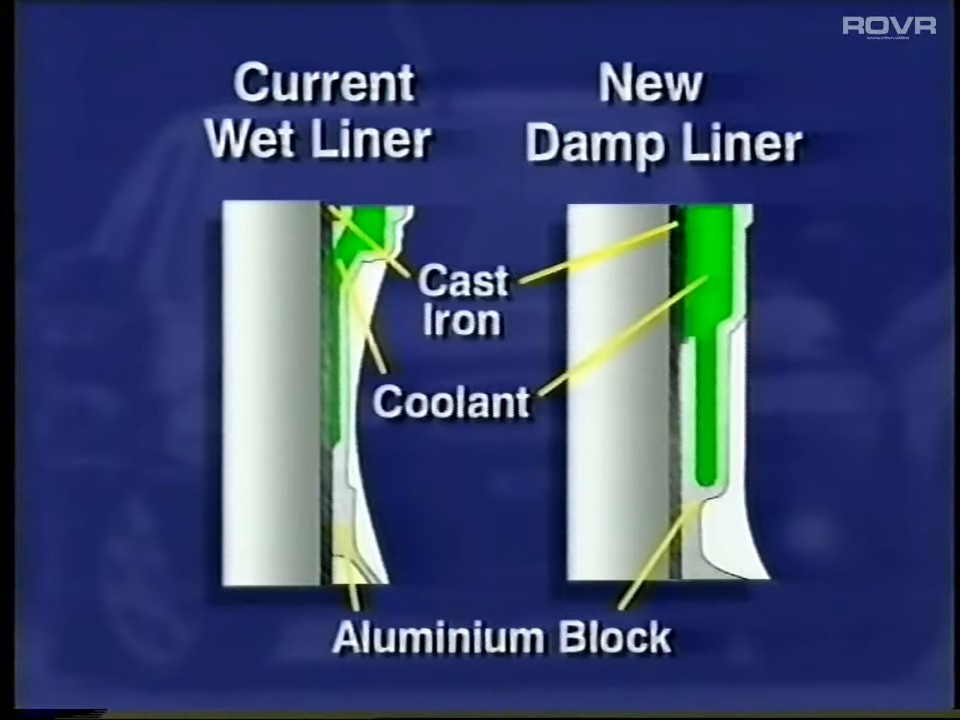 ROVR
Current
Wet Liner
New
Damp Liner
Cast
Iron
Coolant
Aluminium Block